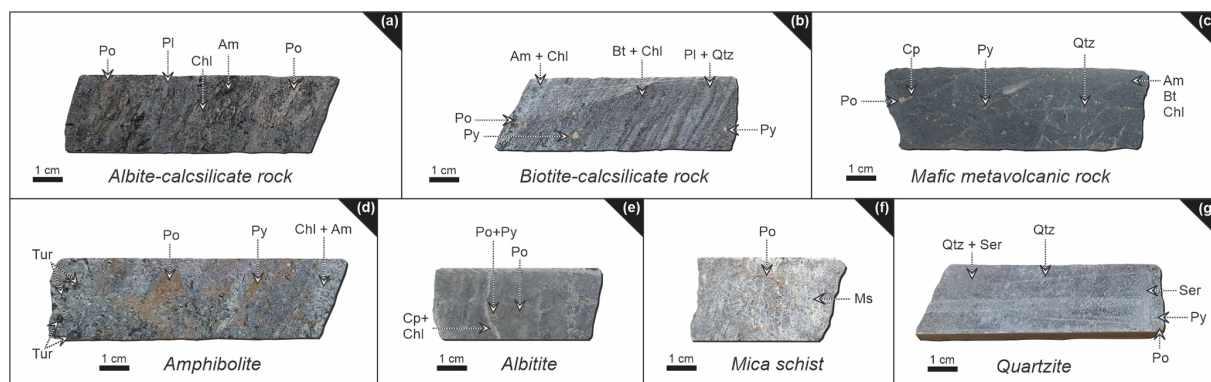 (a)
Po
Pl
Chl
Am
Po
1 cm
Albite-calcsilicate rock
(b)
Am + Chl
Bt + Chl
Pl + Qtz
Po
Py
Py
1 cm
Biotite-calcsilicate rock
(c)
Cp
Py
Qtz
Po
Am
Bt
Chl
1 cm
Mafic metavolcanic rock
(d)
Tur
Po
Py
Chl + Am
Tur
1 cm
Amphibolite
(e)
Po+Py
Po
Cp+
Chl
1 cm
Albitite
(f)
Po
Ms
1 cm
Mica schist
(g)
Qtz + Ser
Qtz
Ser
Py
Po
1 cm
Quartzite